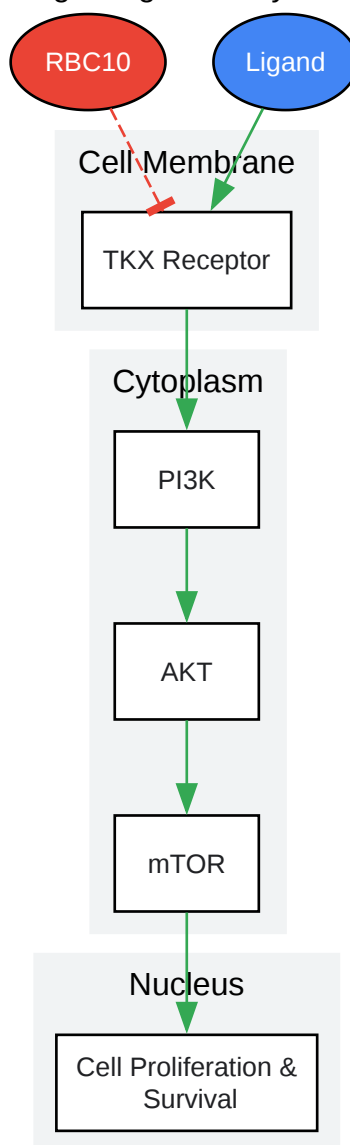 RBC10
Ligand
Cell Membrane
TKX Receptor
Cytoplasm
PI3K
AKT
mTOR
Nucleus
Cell Proliferation &
Survival